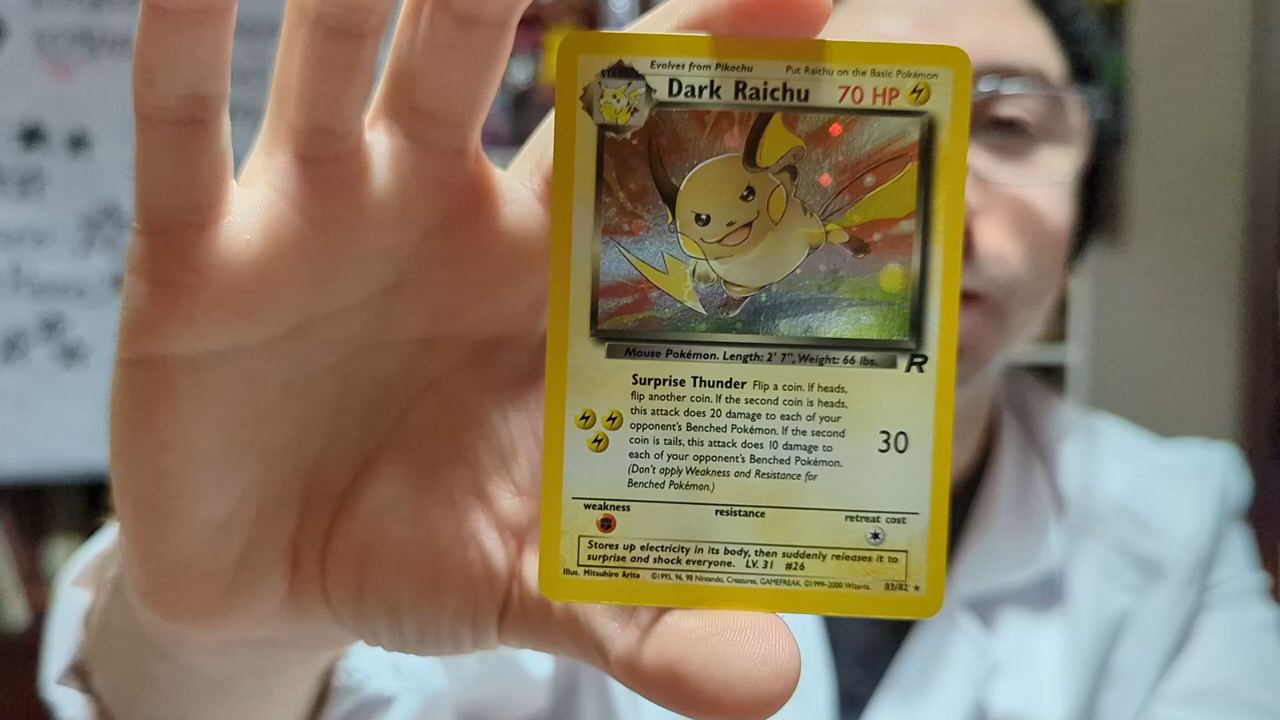 Evolves from Pikachu
Put Raichu on the Basic Pokémon
STAGE 1
Dark Raichu
70 HP
Mouse Pokémon. Length: 2' 7", Weight: 66 lbs.
R
Surprise Thunder Flip a coin. If heads,
flip another coin. If the second coin is heads,
this attack does 20 damage to each of your
opponent's Benched Pokémon. If the second
coin is tails, this attack does 10 damage to
each of your opponent's Benched Pokémon.
(Don't apply Weakness and Resistance for
Benched Pokémon.)
30
weakness
resistance
retreat cost
Stores up electricity in its body, then suddenly releases it to
surprise and shock everyone. LV. 31 #26
Illus. Mitsuhiro Arita ©1995, 96, 98 Nintendo, Creatures, GAMEFREAK. ©1999-2000 Wizards. 83/82 ★